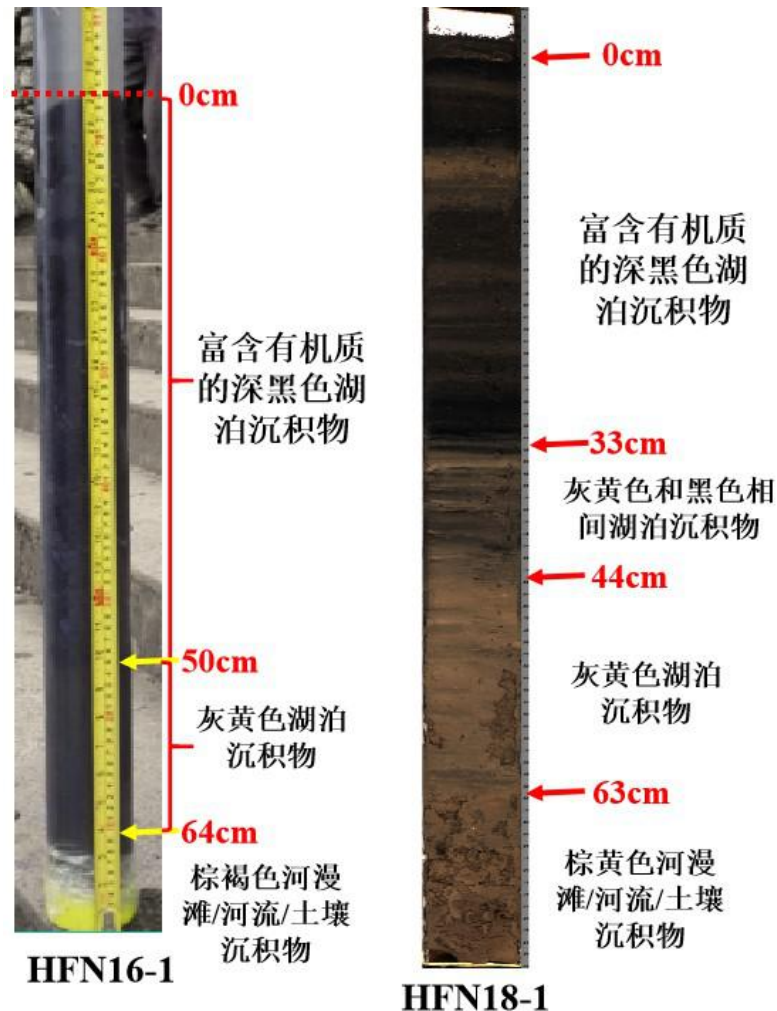 0cm
富含有机质
的深黑色湖
泊沉积物
50cm
灰黄色湖泊
沉积物
64cm
棕褐色河漫
滩/河流/土壤
沉积物
HFN16-1
0cm
富含有机质
的深黑色湖
泊沉积物
33cm
灰黄色和黑色相
间湖泊沉积物
44cm
灰黄色湖泊
沉积物
63cm
棕黄色河漫
滩/河流/土壤
沉积物
HFN18-1